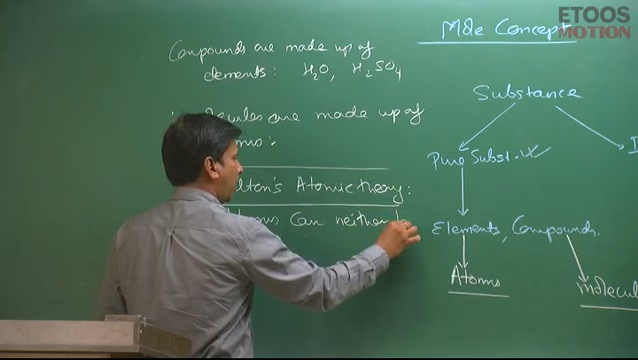 ETOOS
MOTION
Mole Concept
Compounds are made up of
elements: H₂O, H₂SO₄
are made up of
Dalton's Atomic theory:
Atoms Can neither
Substance
Pure Subst.
Elements, Compounds.
Atoms